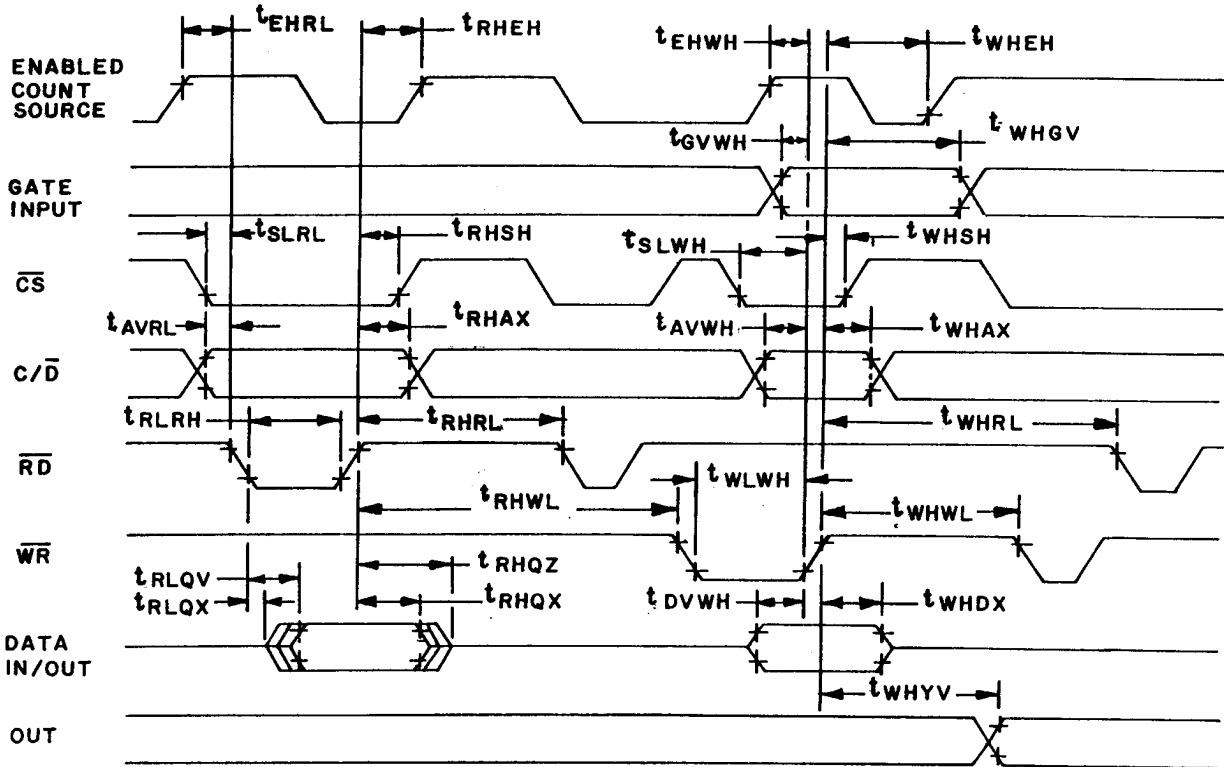 tEHRL tRHEH tEHWH tWHEH
ENABLED
COUNT
SOURCE
tGVWH tWHGV
GATE
INPUT
tSLRL tRHSH tSLWH tWHSH
CS
tAVRL tRHAX tAVWH tWHAX
C/D
tRLRH tRHRL tWHRL
RD
tWLWH
tRHWL tWHWL
WR
tRLQV tRHQZ
tRLQX tRHQX tDVWH tWHDX
DATA
IN/OUT
tWHYV
OUT